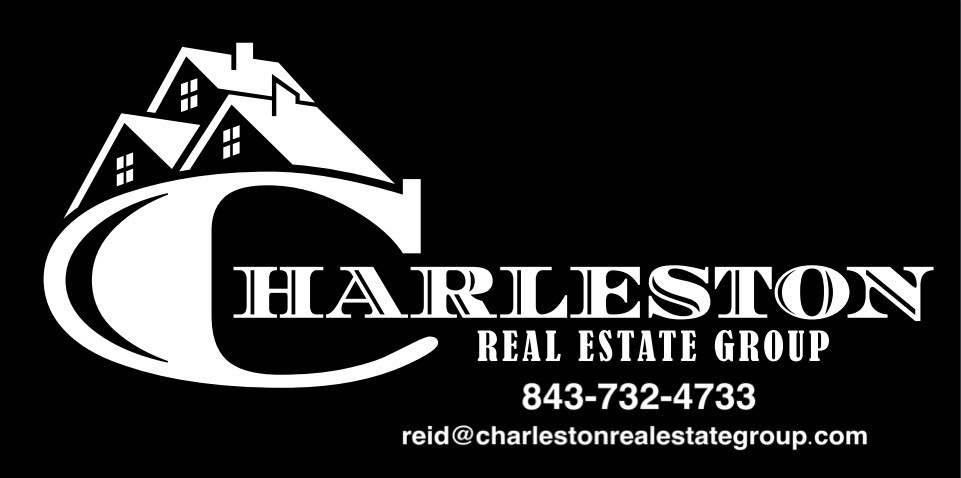 CHARLESTON
REAL ESTATE GROUP
843-732-4733
reid@charlestonrealestategroup.com